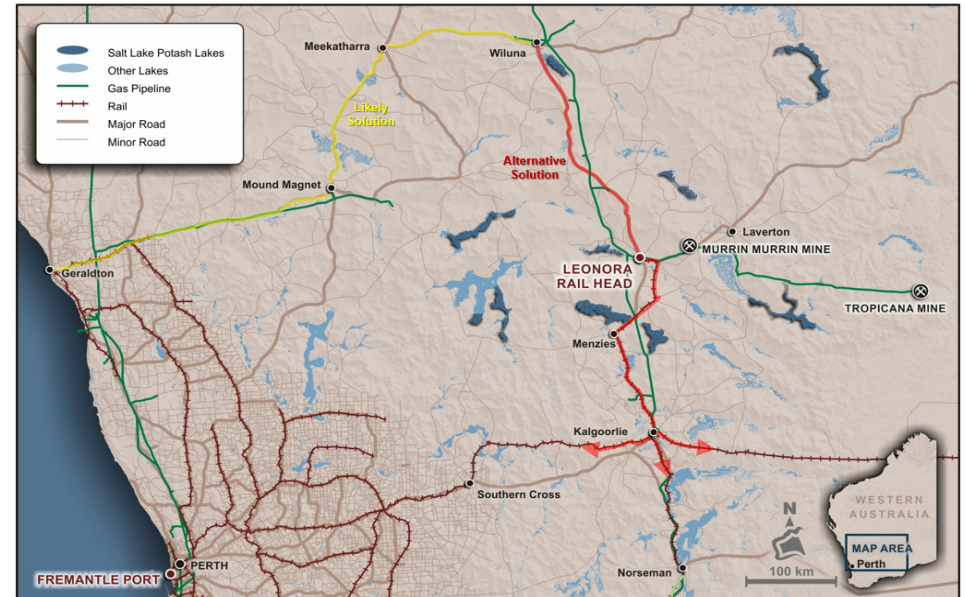 Salt Lake Potash Lakes
Other Lakes
Gas Pipeline
Rail
Major Road
Minor Road
Meekatharra
Wiluna
Likely
Solution
Alternative
Solution
Mound Magnet
Laverton
MURRIN MURRIN MINE
Geraldton
LEONORA
RAIL HEAD
TROPICANA MINE
Menzies
Kalgoorlie
Southern Cross
WESTERN
AUSTRALIA
N
MAP AREA
Perth
PERTH
FREMANTLE PORT
Norseman
100 km